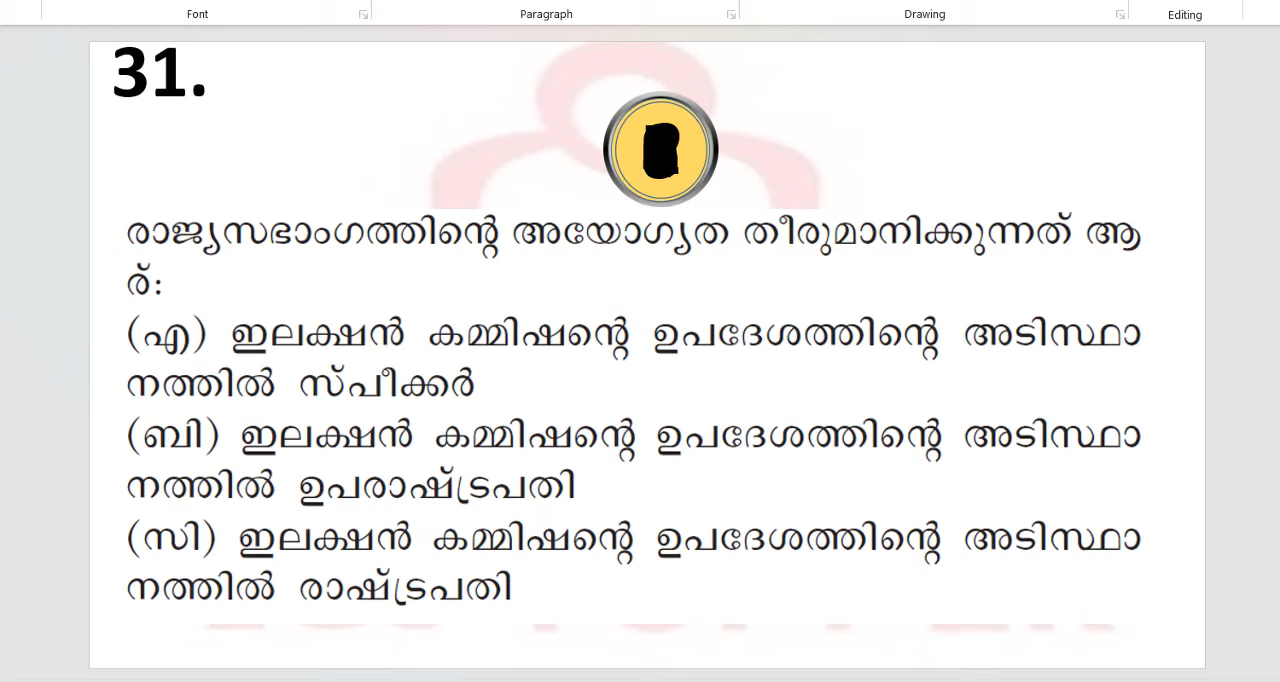 Font Paragraph Drawing Editing
31.
രാജ്യസഭാംഗത്തിന്റെ അയോഗ്യത തീരുമാനിക്കുന്നത് ആ
ര്:
(എ) ഇലക്ഷൻ കമ്മിഷന്റെ ഉപദേശത്തിന്റെ അടിസ്ഥാ
നത്തിൽ സ്പീക്കർ
(ബി) ഇലക്ഷൻ കമ്മിഷന്റെ ഉപദേശത്തിന്റെ അടിസ്ഥാ
നത്തിൽ ഉപരാഷ്ട്രപതി
(സി) ഇലക്ഷൻ കമ്മിഷന്റെ ഉപദേശത്തിന്റെ അടിസ്ഥാ
നത്തിൽ രാഷ്ട്രപതി